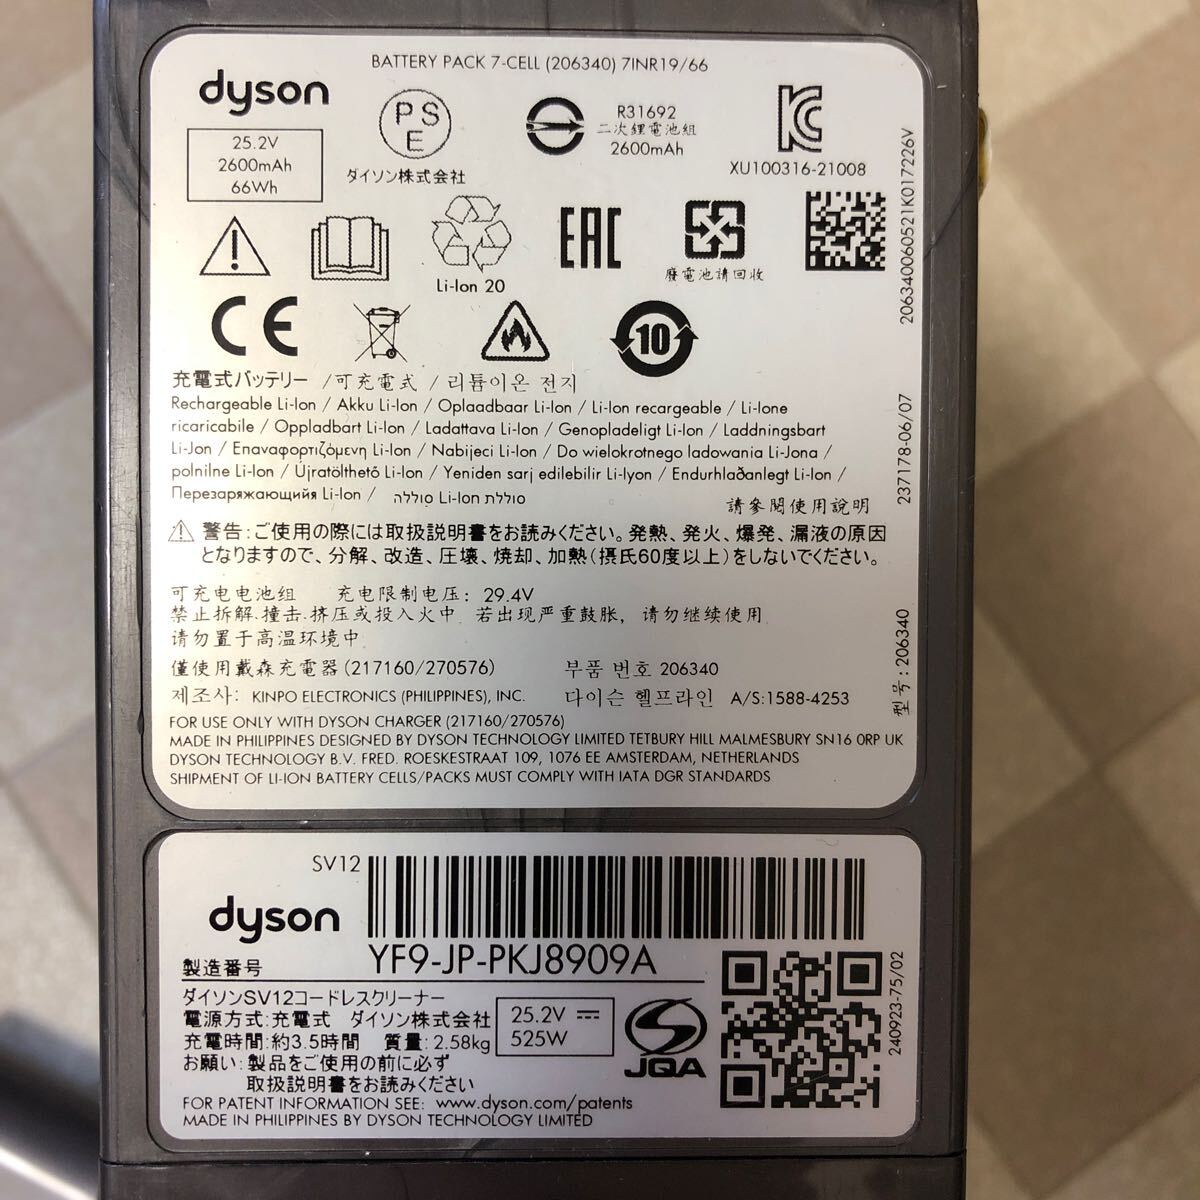 BATTERY PACK 7-CELL (206340) 7INR19/66
dyson
25.2V
2600mAh
66Wh
PSE
ダイソン株式会社
R31692
二次鋰電池組
2600mAh
XU100316-21008
Li-Ion 20
EAC
廢電池請回收
206340060521K017226V
CE
10
充電式バッテリー /可充電式 / 리튬이온 전지
Rechargeable Li-Ion / Akku Li-Ion / Oplaadbaar Li-Ion / Li-Ion recargeable / Li-Ione
ricaricabile / Oppladbart Li-Ion / Ladattava Li-Ion / Genopladeligt Li-Ion / Laddningsbart
Li-Jon / Επαναφορτιζόμενη Li-Ion / Nabijeci Li-Ion / Do wielokrotnego ladowania Li-Jona /
polnilne Li-Ion / Újratölthető Li-Ion / Yeniden sarj edilebilir Li-Iyon / Endurhlaðanlegt Li-Ion /
Перезаряжающийя Li-Ion / סוללה Li-Ion סוללת
請參閱使用說明
237178-06/07
警告:ご使用の際には取扱説明書をお読みください。発熱、発火、爆発、漏液の原因
となりますので、分解、改造、圧壊、焼却、加熱(摂氏60度以上)をしないでください。
可充电电池组 充电限制电压: 29.4V
禁止拆解.撞击.挤压或投入火中. 若出现严重鼓胀, 请勿继续使用.
请勿置于高温环境中.
僅使用戴森充電器(217160/270576) 부품 번호 206340
제조사: KINPO ELECTRONICS (PHILIPPINES), INC. 다이슨 헬프라인 A/S:1588-4253
型号:206340
FOR USE ONLY WITH DYSON CHARGER (217160/270576)
MADE IN PHILIPPINES DESIGNED BY DYSON TECHNOLOGY LIMITED TETBURY HILL MALMESBURY SN16 0RP UK
DYSON TECHNOLOGY B.V. FRED. ROESKESTRAAT 109, 1076 EE AMSTERDAM, NETHERLANDS
SHIPMENT OF LI-ION BATTERY CELLS/PACKS MUST COMPLY WITH IATA DGR STANDARDS
SV12
dyson
製造番号 YF9-JP-PKJ8909A
ダイソンSV12コードレスクリーナー
電源方式:充電式 ダイソン株式会社
充電時間:約3.5時間 質量:2.58kg
お願い:製品をご使用の前に必ず
取扱説明書をお読みください
25.2V
525W
JQA
240923-75/02
FOR PATENT INFORMATION SEE: www.dyson.com/patents
MADE IN PHILIPPINES BY DYSON TECHNOLOGY LIMITED